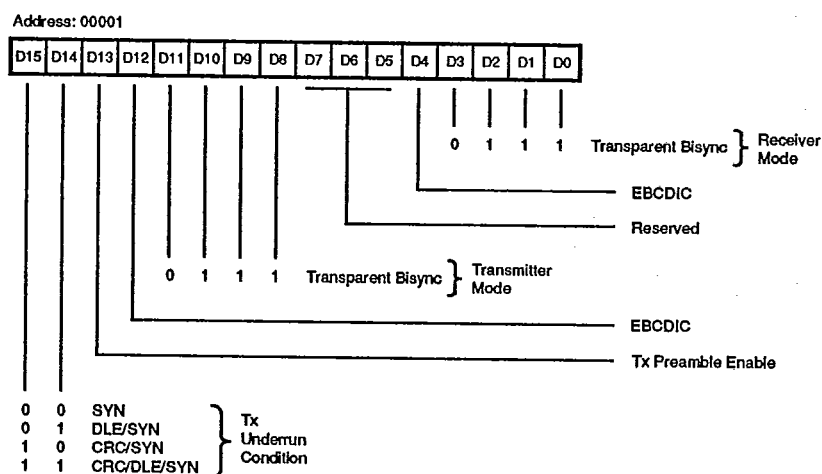 Address: 00001
D15 D14 D13 D12 D11 D10 D9 D8 D7 D6 D5 D4 D3 D2 D1 D0
0 1 1 1 Transparent Bisync } Receiver
Mode
EBCDIC
Reserved
0 1 1 1 Transparent Bisync } Transmitter
Mode
EBCDIC
Tx Preamble Enable
0 0 SYN
0 1 DLE/SYN
1 0 CRC/SYN
1 1 CRC/DLE/SYN
Tx
Underrun
Condition